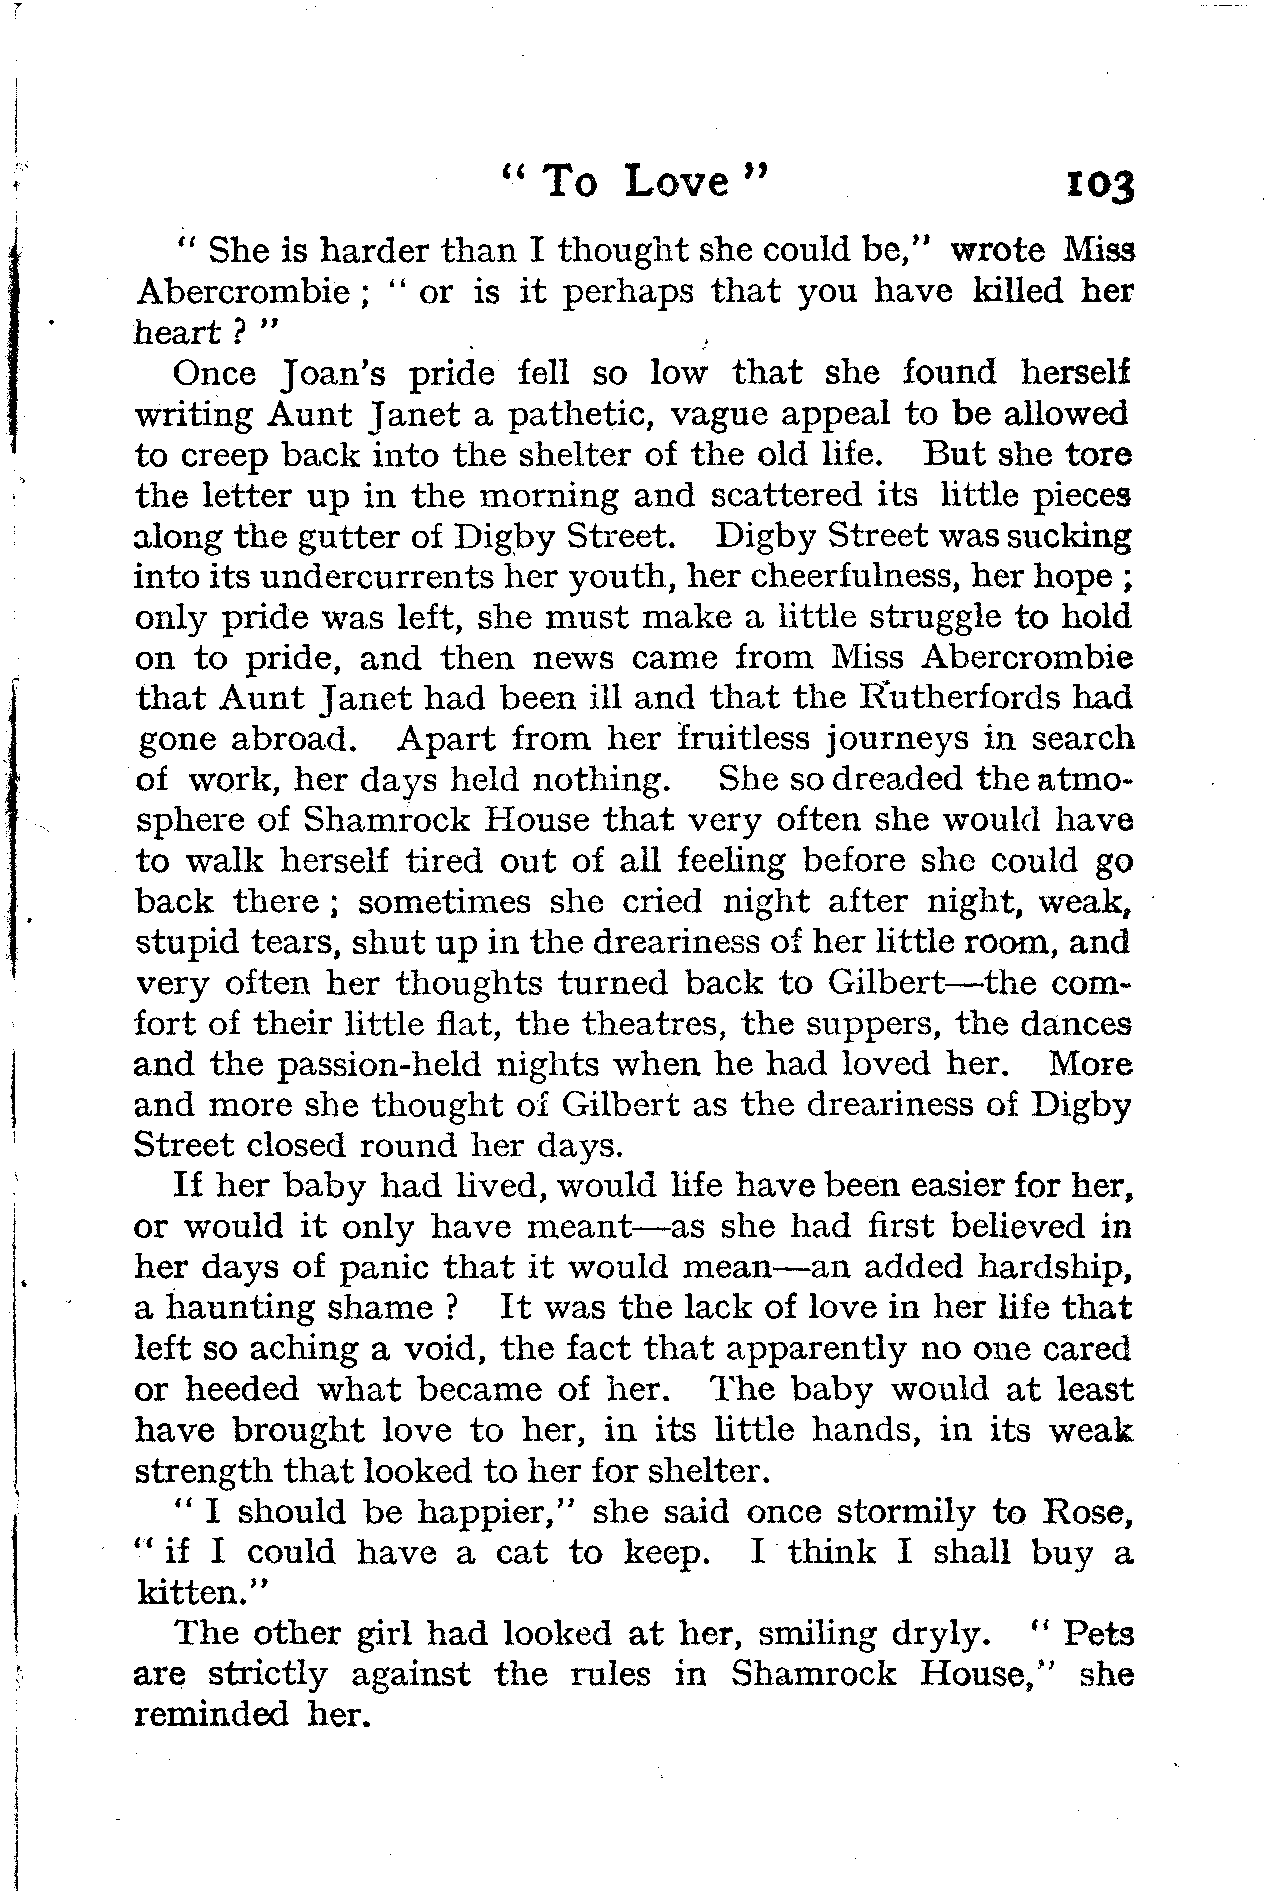 “ To Love ” 103
“ She is harder than I thought she could be,” wrote Miss
Abercrombie ; “ or is it perhaps that you have killed her
heart ? ”
Once Joan’s pride fell so low that she found herself
writing Aunt Janet a pathetic, vague appeal to be allowed
to creep back into the shelter of the old life. But she tore
the letter up in the morning and scattered its little pieces
along the gutter of Digby Street. Digby Street was sucking
into its undercurrents her youth, her cheerfulness, her hope ;
only pride was left, she must make a little struggle to hold
on to pride, and then news came from Miss Abercrombie
that Aunt Janet had been ill and that the Rutherfords had
gone abroad. Apart from her fruitless journeys in search
of work, her days held nothing. She so dreaded the atmo-
sphere of Shamrock House that very often she would have
to walk herself tired out of all feeling before she could go
back there ; sometimes she cried night after night, weak,
stupid tears, shut up in the dreariness of her little room, and
very often her thoughts turned back to Gilbert—the com-
fort of their little flat, the theatres, the suppers, the dances
and the passion-held nights when he had loved her. More
and more she thought of Gilbert as the dreariness of Digby
Street closed round her days.
If her baby had lived, would life have been easier for her,
or would it only have meant—as she had first believed in
her days of panic that it would mean—an added hardship,
a haunting shame ? It was the lack of love in her life that
left so aching a void, the fact that apparently no one cared
or heeded what became of her. The baby would at least
have brought love to her, in its little hands, in its weak
strength that looked to her for shelter.
“ I should be happier,” she said once stormily to Rose,
“ if I could have a cat to keep. I think I shall buy a
kitten.”
The other girl had looked at her, smiling dryly. “ Pets
are strictly against the rules in Shamrock House,” she
reminded her.